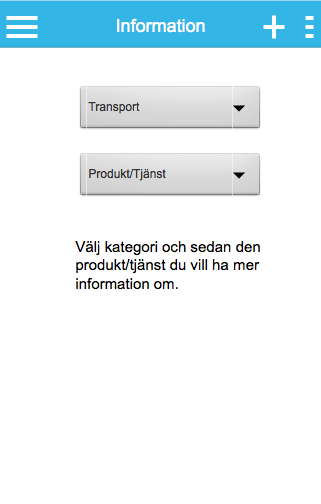 Information
Transport
Produkt/Tjänst
Välj kategori och sedan den
produkt/tjänst du vill ha mer
information om.